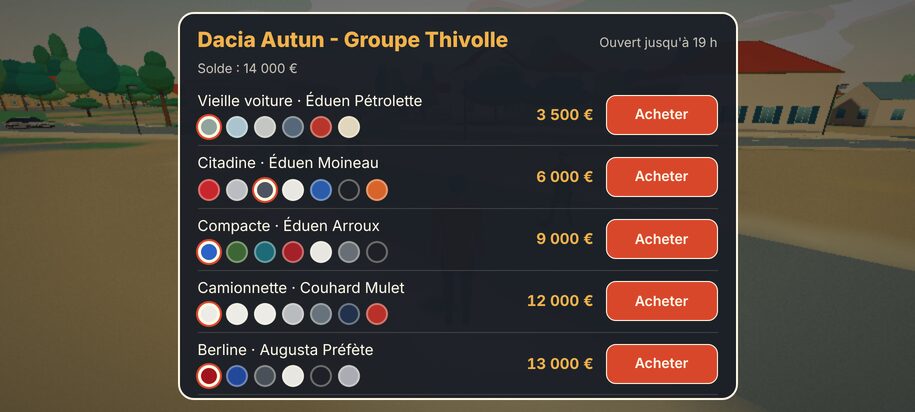 Dacia Autun - Groupe Thivolle
Ouvert jusqu'à 19 h
Solde : 14 000 €
Vieille voiture · Éduen Pétrolette
3 500 €
Acheter
Citadine · Éduen Moineau
6 000 €
Acheter
Compacte · Éduen Arroux
9 000 €
Acheter
Camionnette · Couhard Mulet
12 000 €
Acheter
Berline · Augusta Préfète
13 000 €
Acheter